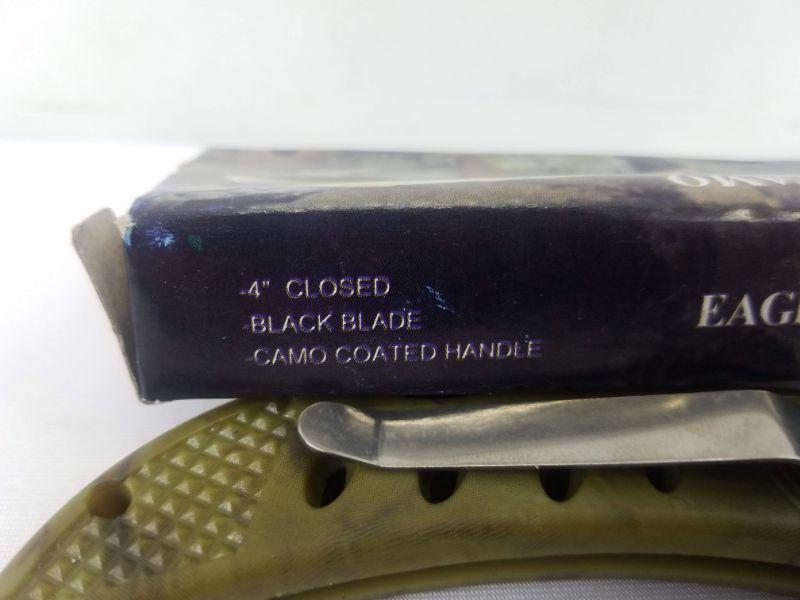 -4" CLOSED
-BLACK BLADE
-CAMO COATED HANDLE